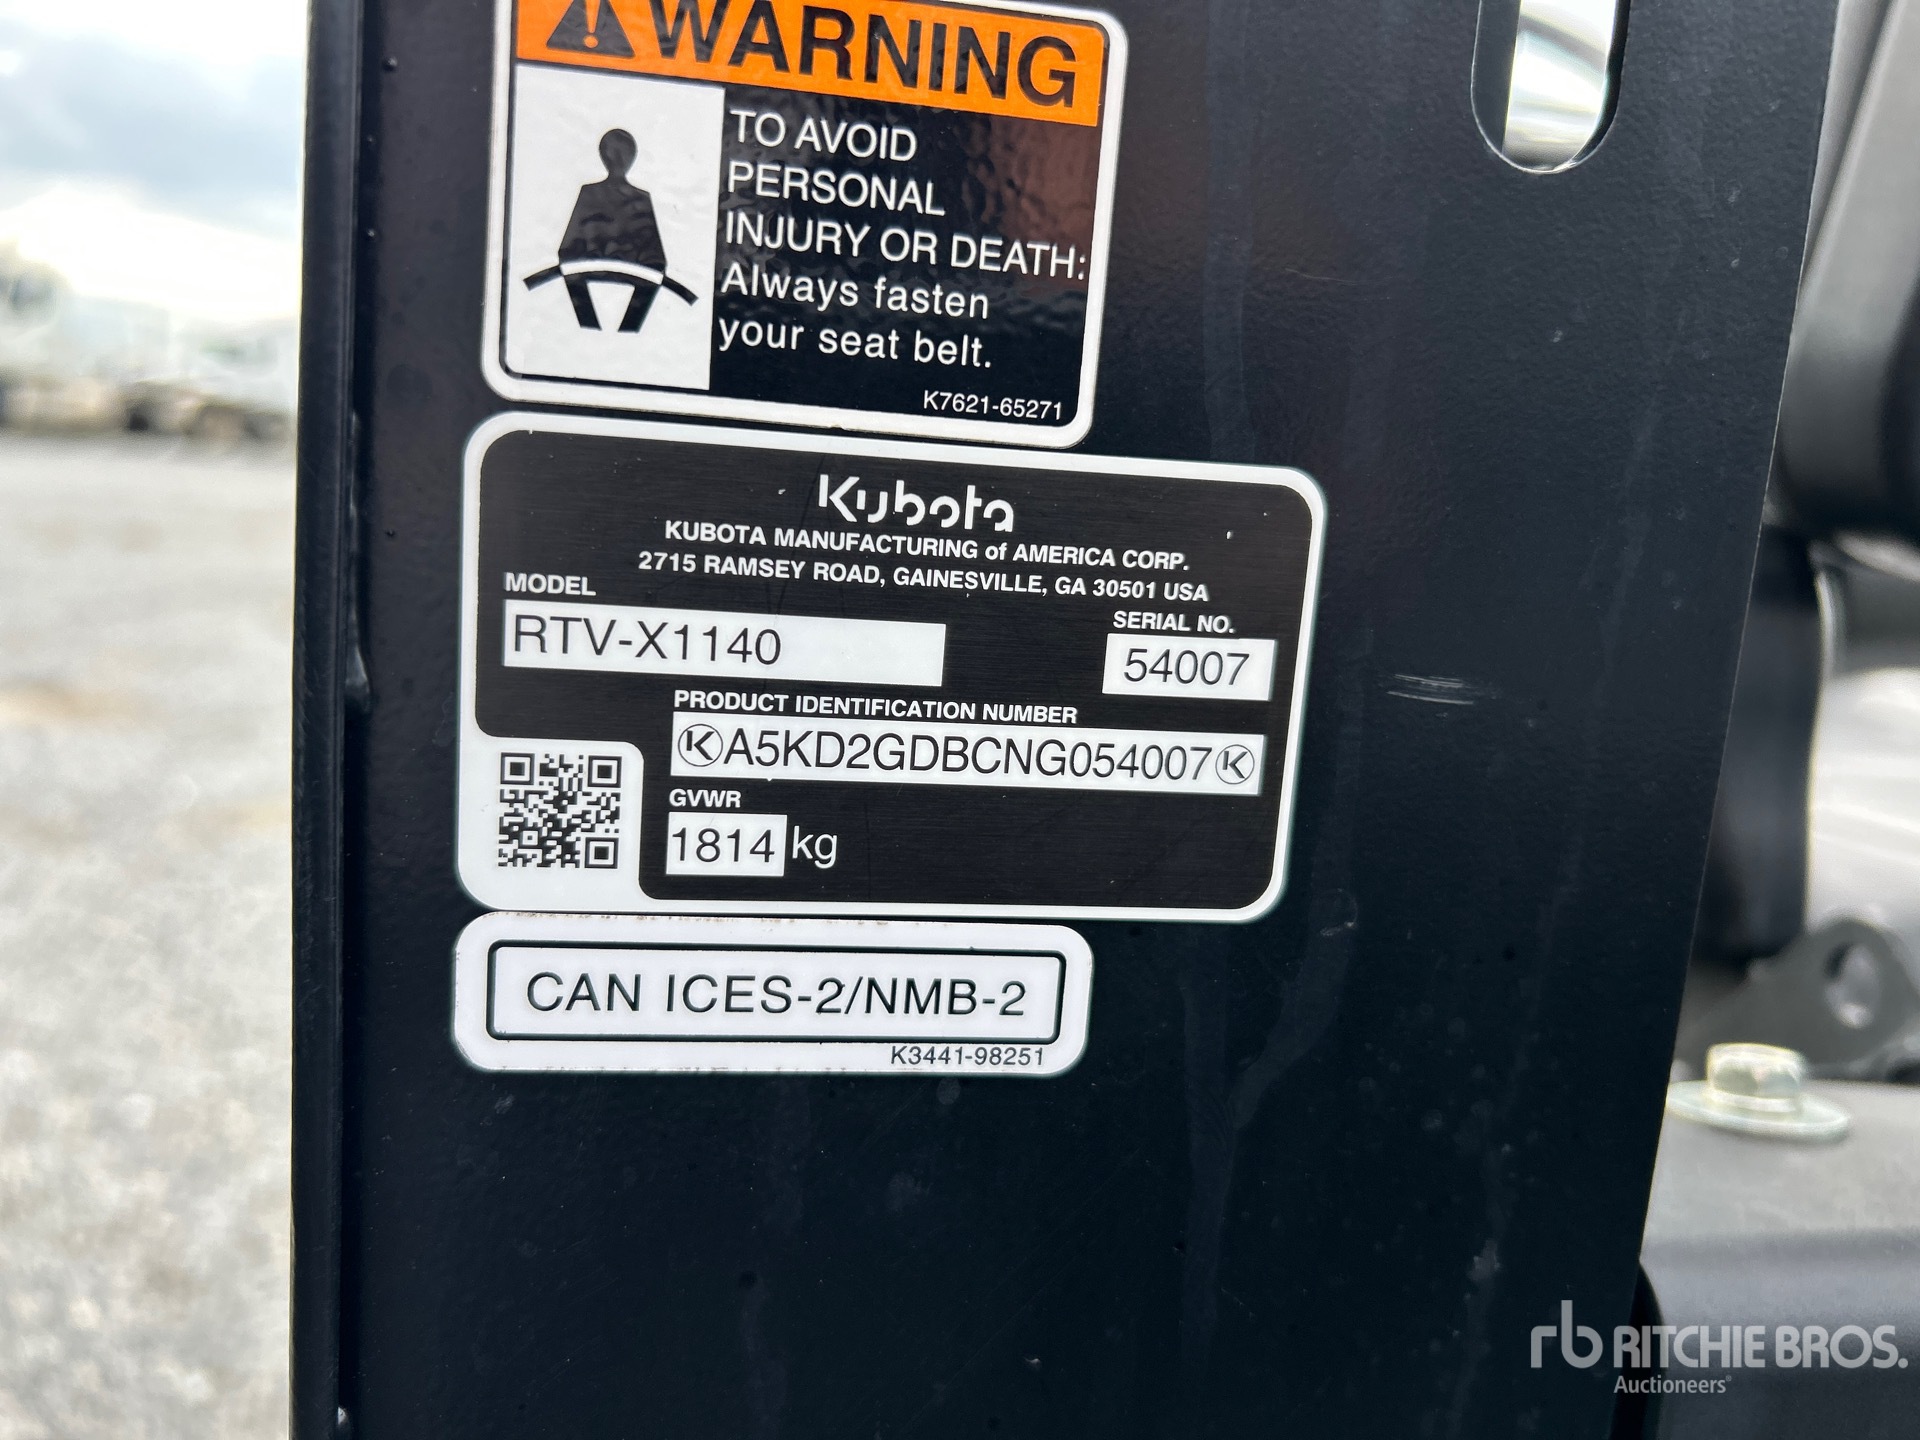 WARNING
TO AVOID
PERSONAL
INJURY OR DEATH:
Always fasten
your seat belt.
K7621-65271
Kubota
KUBOTA MANUFACTURING of AMERICA CORP.
2715 RAMSEY ROAD, GAINESVILLE, GA 30501 USA
MODEL
RTV-X1140
SERIAL NO.
54007
PRODUCT IDENTIFICATION NUMBER
A5KD2GDBCNG054007
GVWR
1814 kg
CAN ICES-2/NMB-2
K3441-98251
rb RITCHIE BROS.
Auctioneers